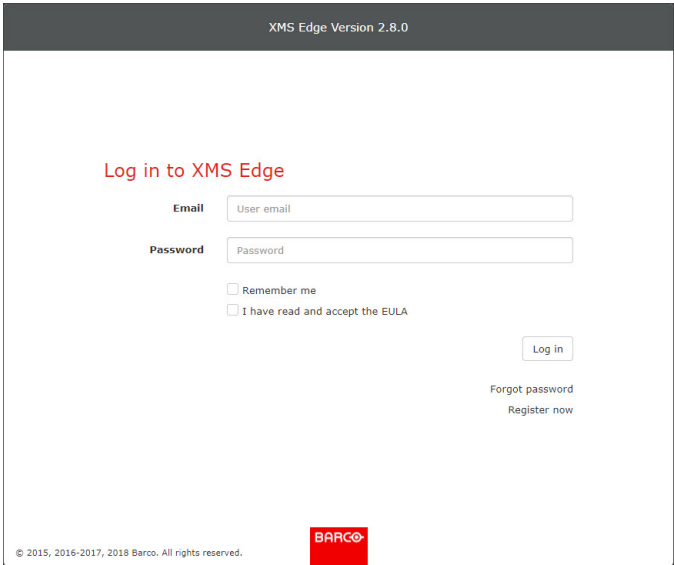 XMS Edge Version 2.8.0
Log in to XMS Edge
Email User email
Password Password
Remember me
I have read and accept the EULA
Log in
Forgot password
Register now
BARCO
© 2015, 2016-2017, 2018 Barco. All rights reserved.